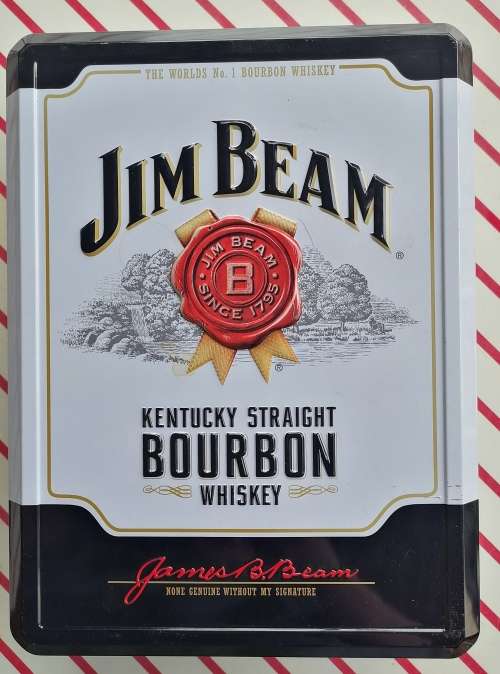 THE WORLDS No. 1 BOURBON WHISKEY
JIM BEAM
®
JIM BEAM
B
SINCE 1795
®
KENTUCKY STRAIGHT
BOURBON
WHISKEY
James B. Beam
NONE GENUINE WITHOUT MY SIGNATURE